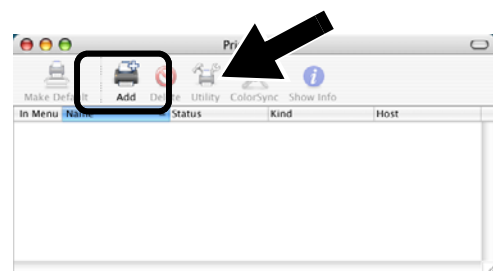 Pri
Make Default Add Delete Utility ColorSync Show Info
In Menu Name Status Kind Host